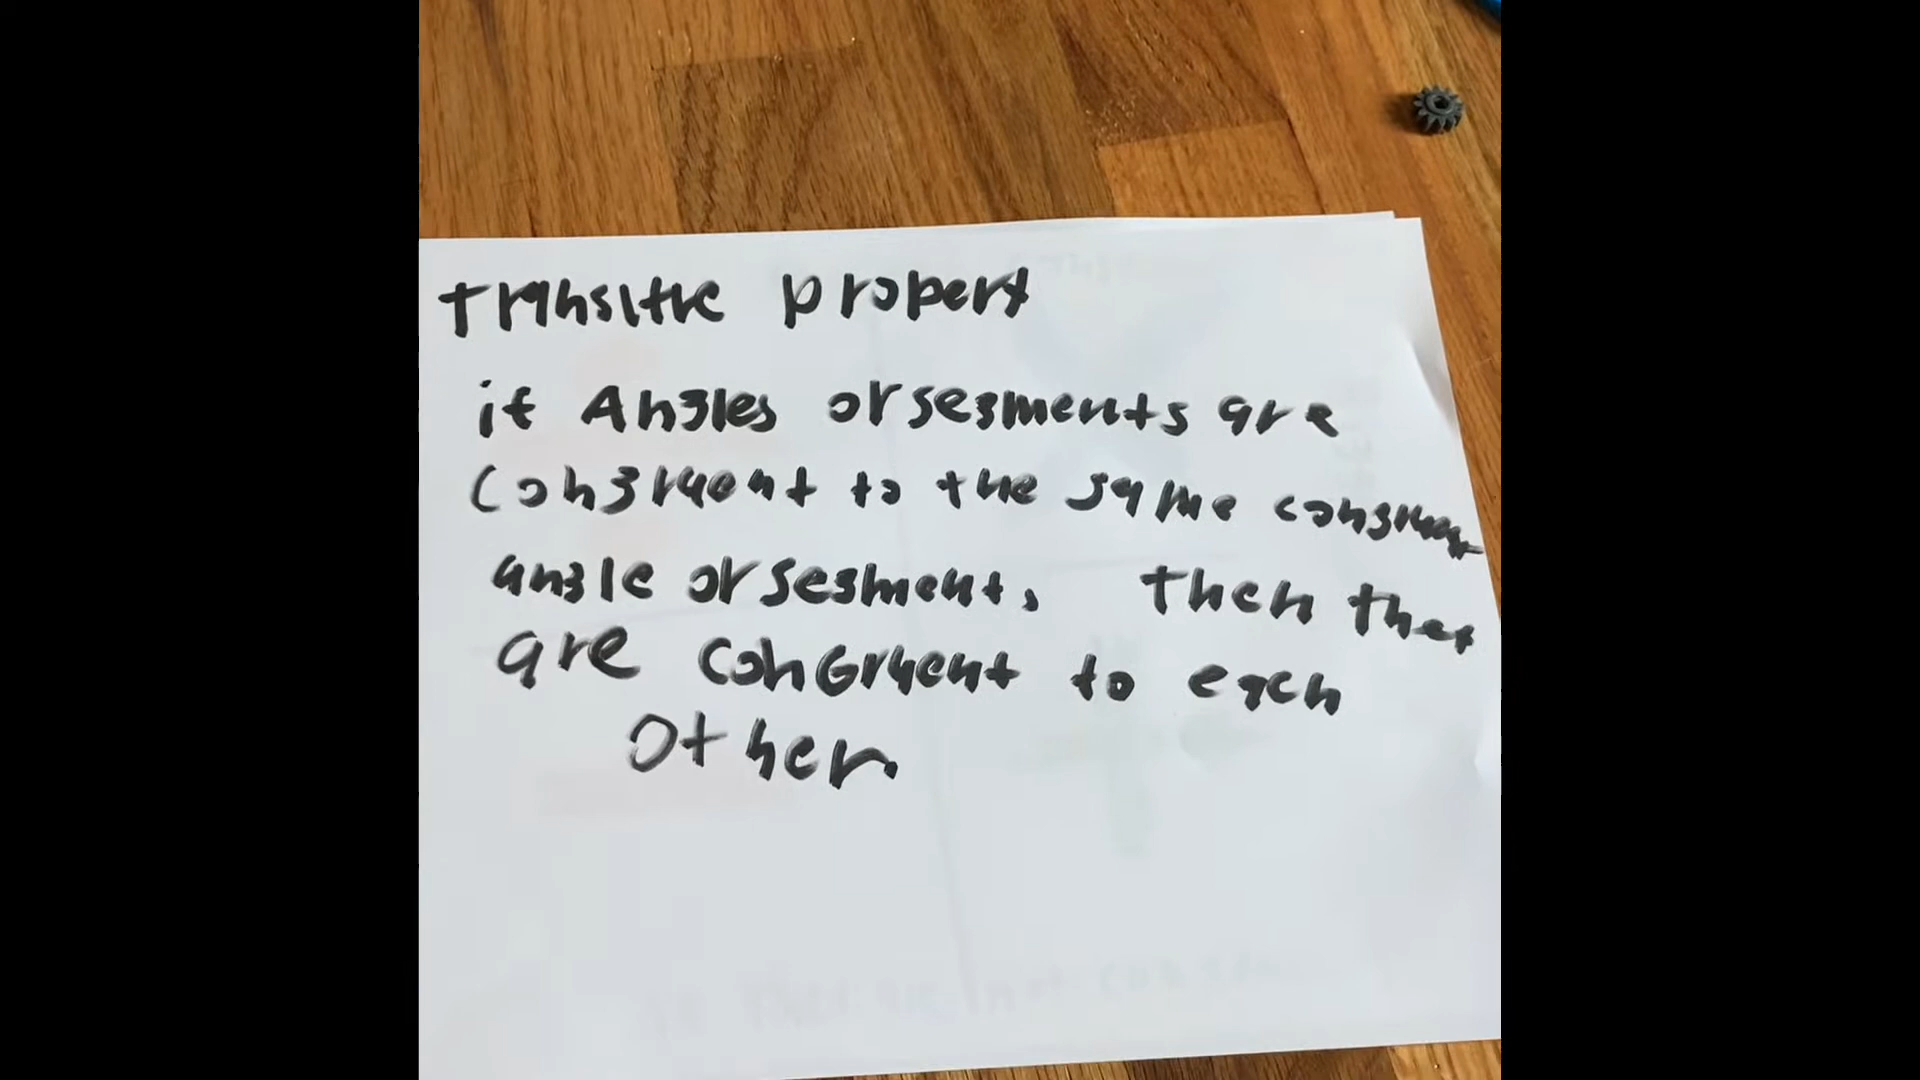 Transitive property
if Angles or segments are
congruent to the same congruent
angle or segment, then they
are conGruent to each
other.